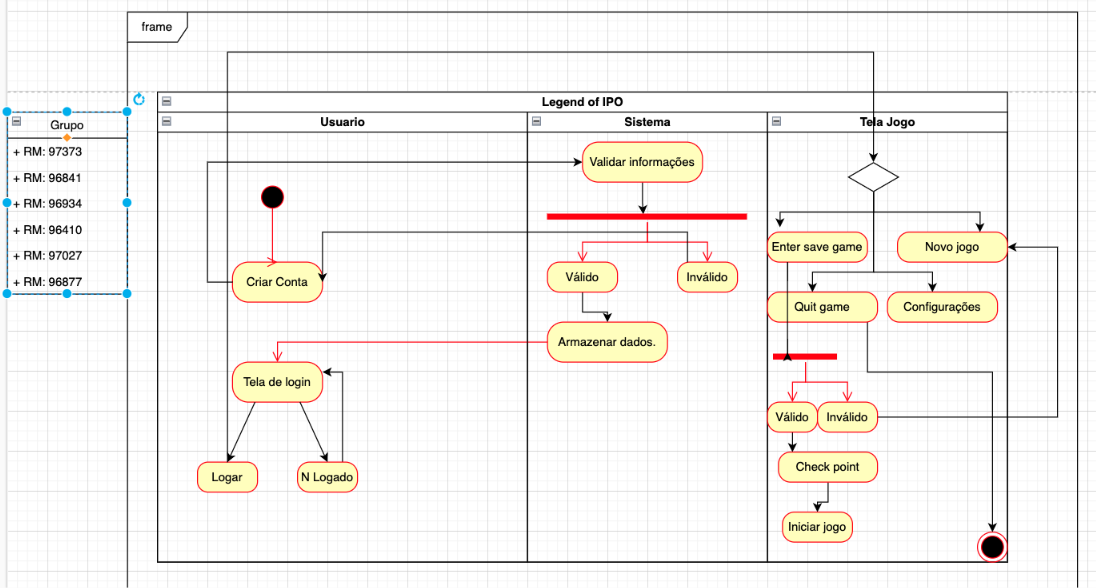 frame
Legend of IPO
Grupo
+ RM: 97373
+ RM: 96841
+ RM: 96934
+ RM: 96410
+ RM: 97027
+ RM: 96877
Usuario
Sistema
Tela Jogo
Validar informações
Criar Conta
Válido
Inválido
Armazenar dados.
Tela de login
Logar
N Logado
Enter save game
Novo jogo
Quit game
Configurações
Válido
Inválido
Check point
Iniciar jogo